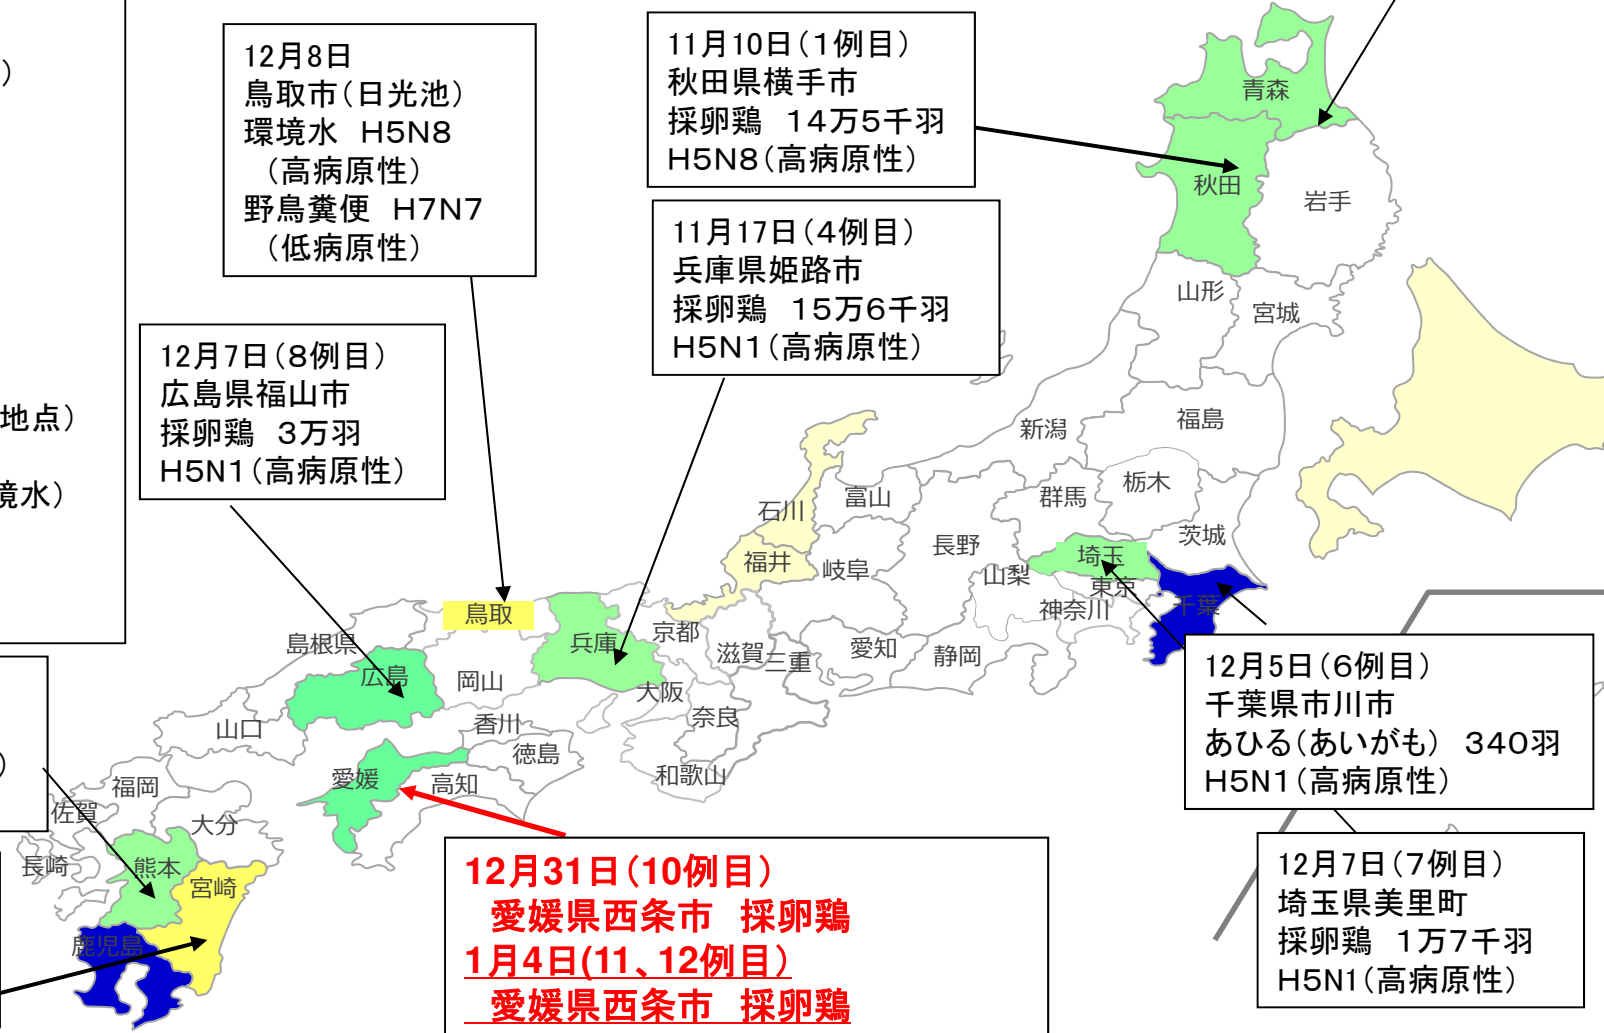 ）
地点）
境水）
）
12月8日
鳥取市（日光池）
環境水　H5N8
（高病原性）
野鳥糞便　H7N7
（低病原性）
11月10日（１例目）
秋田県横手市
採卵鶏　14万5千羽
H5N8（高病原性）
11月17日（４例目）
兵庫県姫路市
採卵鶏　15万6千羽
H5N1（高病原性）
12月7日（８例目）
広島県福山市
採卵鶏　3万羽
H5N1（高病原性）
12月5日（６例目）
千葉県市川市
あひる（あいがも）　340羽
H5N1（高病原性）
12月7日（７例目）
埼玉県美里町
採卵鶏　1万7千羽
H5N1（高病原性）
12月31日（10例目）
愛媛県西条市　採卵鶏
1月4日(11、12例目）
愛媛県西条市　採卵鶏
青森
秋田
岩手
山形
宮城
新潟
福島
栃木
群馬
茨城
富山
石川
福井
長野
岐阜
埼玉
山梨
東京
神奈川
千葉
鳥取
兵庫
京都
滋賀
三重
愛知
静岡
島根県
広島
岡山
大阪
奈良
香川
徳島
和歌山
山口
愛媛
高知
福岡
佐賀
大分
長崎
熊本
宮崎
鹿児島